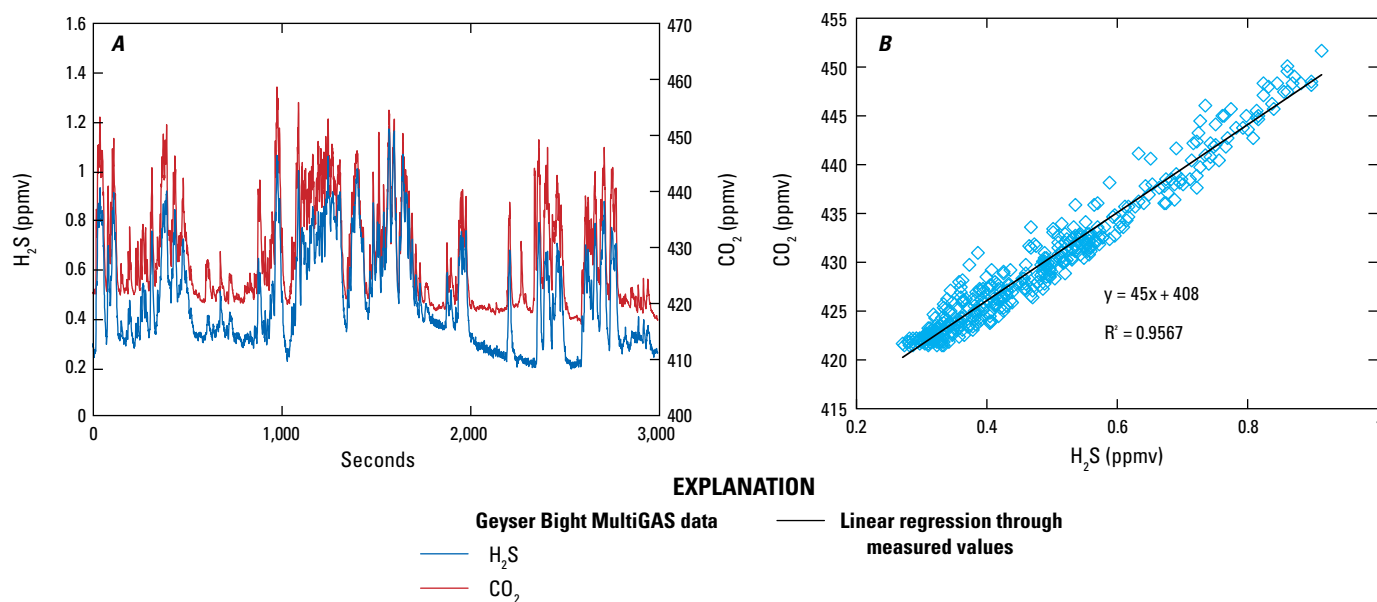 A
H₂S (ppmv)
1.6
1.4
1.2
1
0.8
0.6
0.4
0.2
0
470
460
450
440
430
420
410
400
CO₂ (ppmv)
0
1,000
2,000
3,000
Seconds
B
CO₂ (ppmv)
455
450
445
440
435
430
425
420
415
y = 45x + 408
R² = 0.9567
0.2
0.4
0.6
0.8
1
H₂S (ppmv)
EXPLANATION
Geyser Bight MultiGAS data
H₂S
CO₂
Linear regression through
measured values